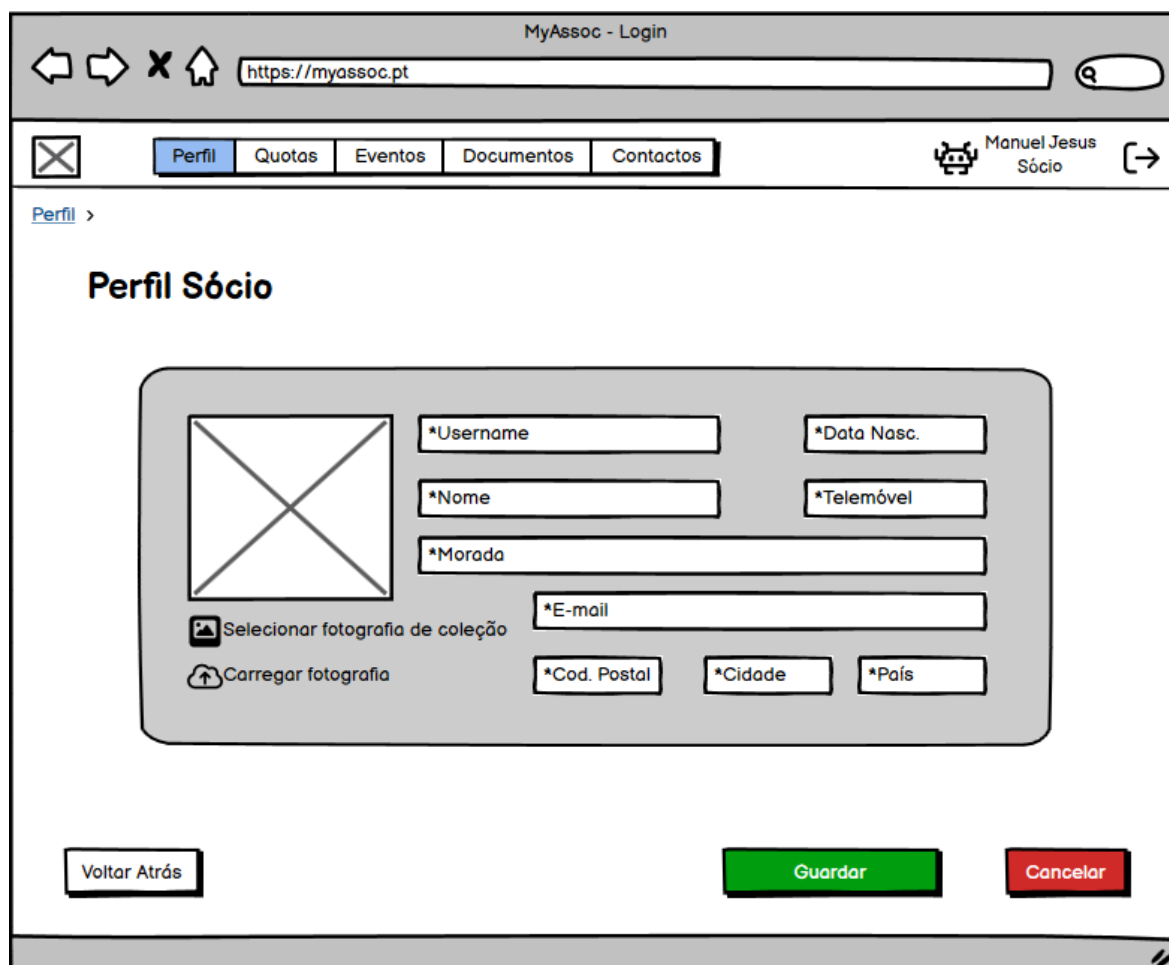 MyAssoc - Login
https://myassoc.pt
Perfil Quotas Eventos Documentos Contactos
Manuel Jesus
Sócio
Perfil >
Perfil Sócio
*Username *Data Nasc.
*Nome *Telemóvel
*Morada
*E-mail
Selecionar fotografia de coleção
Carregar fotografia *Cod. Postal *Cidade *País
Voltar Atrás Guardar Cancelar